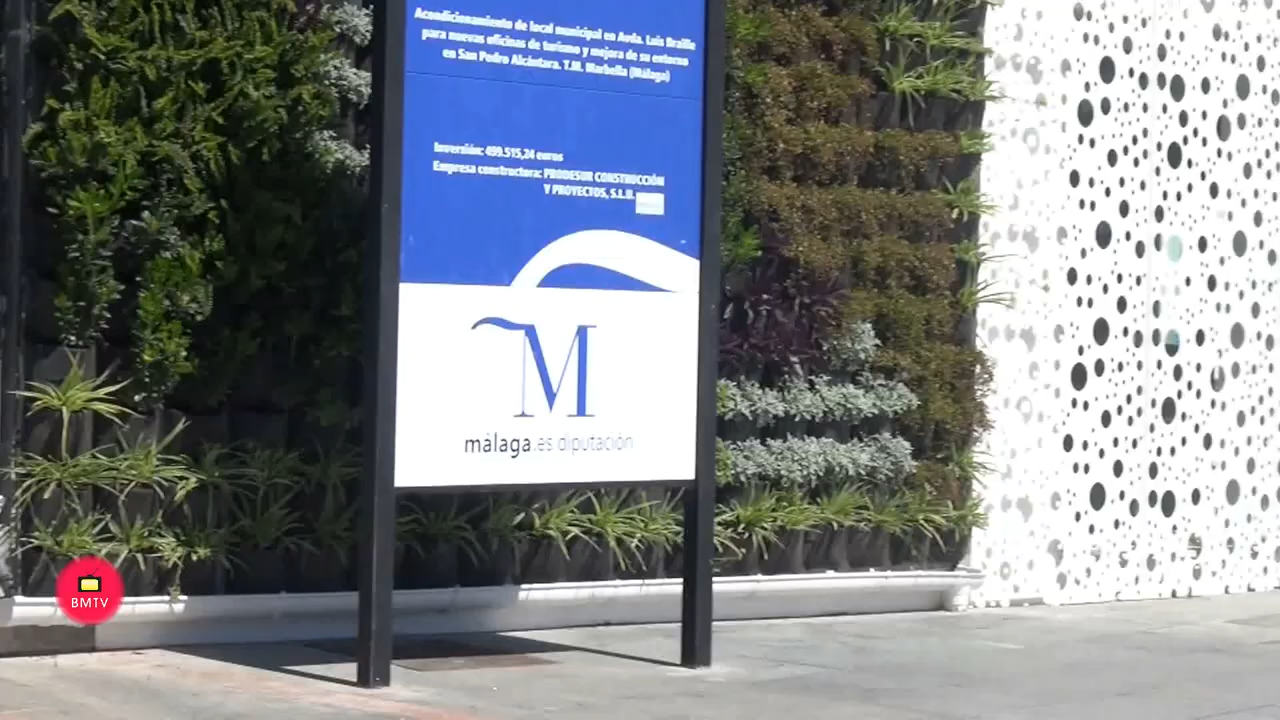 Acondicionamiento de local municipal en Avda. Luis Braille
para nuevas oficinas de turismo y mejora de su entorno
en San Pedro Alcántara. T.M. Marbella (Málaga)
Inversión: 499.515,24 euros
Empresa constructora: PRODESUR CONSTRUCCIÓN
Y PROYECTOS, S.L.U.
M
málaga.es diputación
BMTV